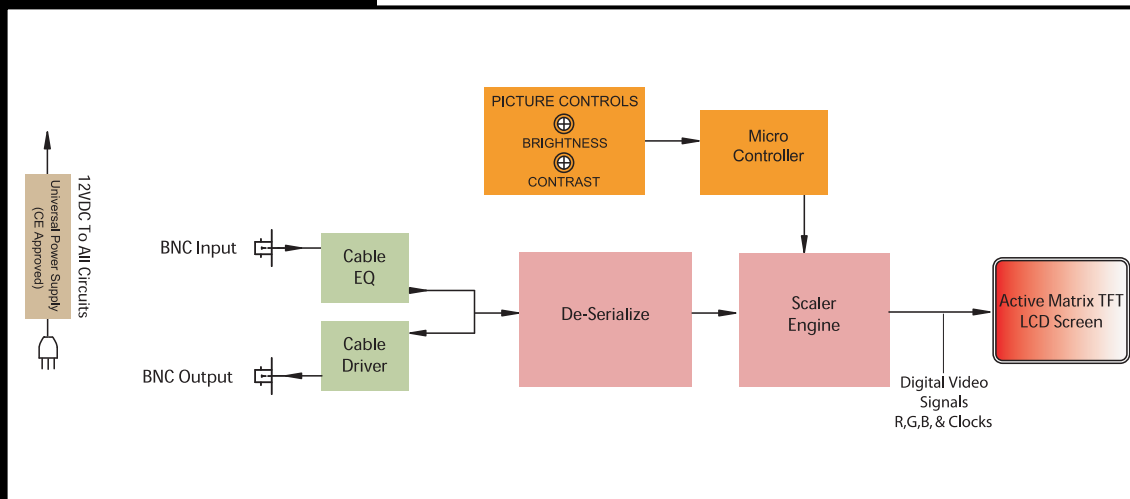 PICTURE CONTROLS
BRIGHTNESS
CONTRAST
Micro
Controller
12VDC To All Circuits
Universal Power Supply
(CE Approved)
BNC Input
Cable
EQ
De-Serialize
Scaler
Engine
Active Matrix TFT
LCD Screen
Cable
Driver
BNC Output
Digital Video
Signals
R,G,B, & Clocks